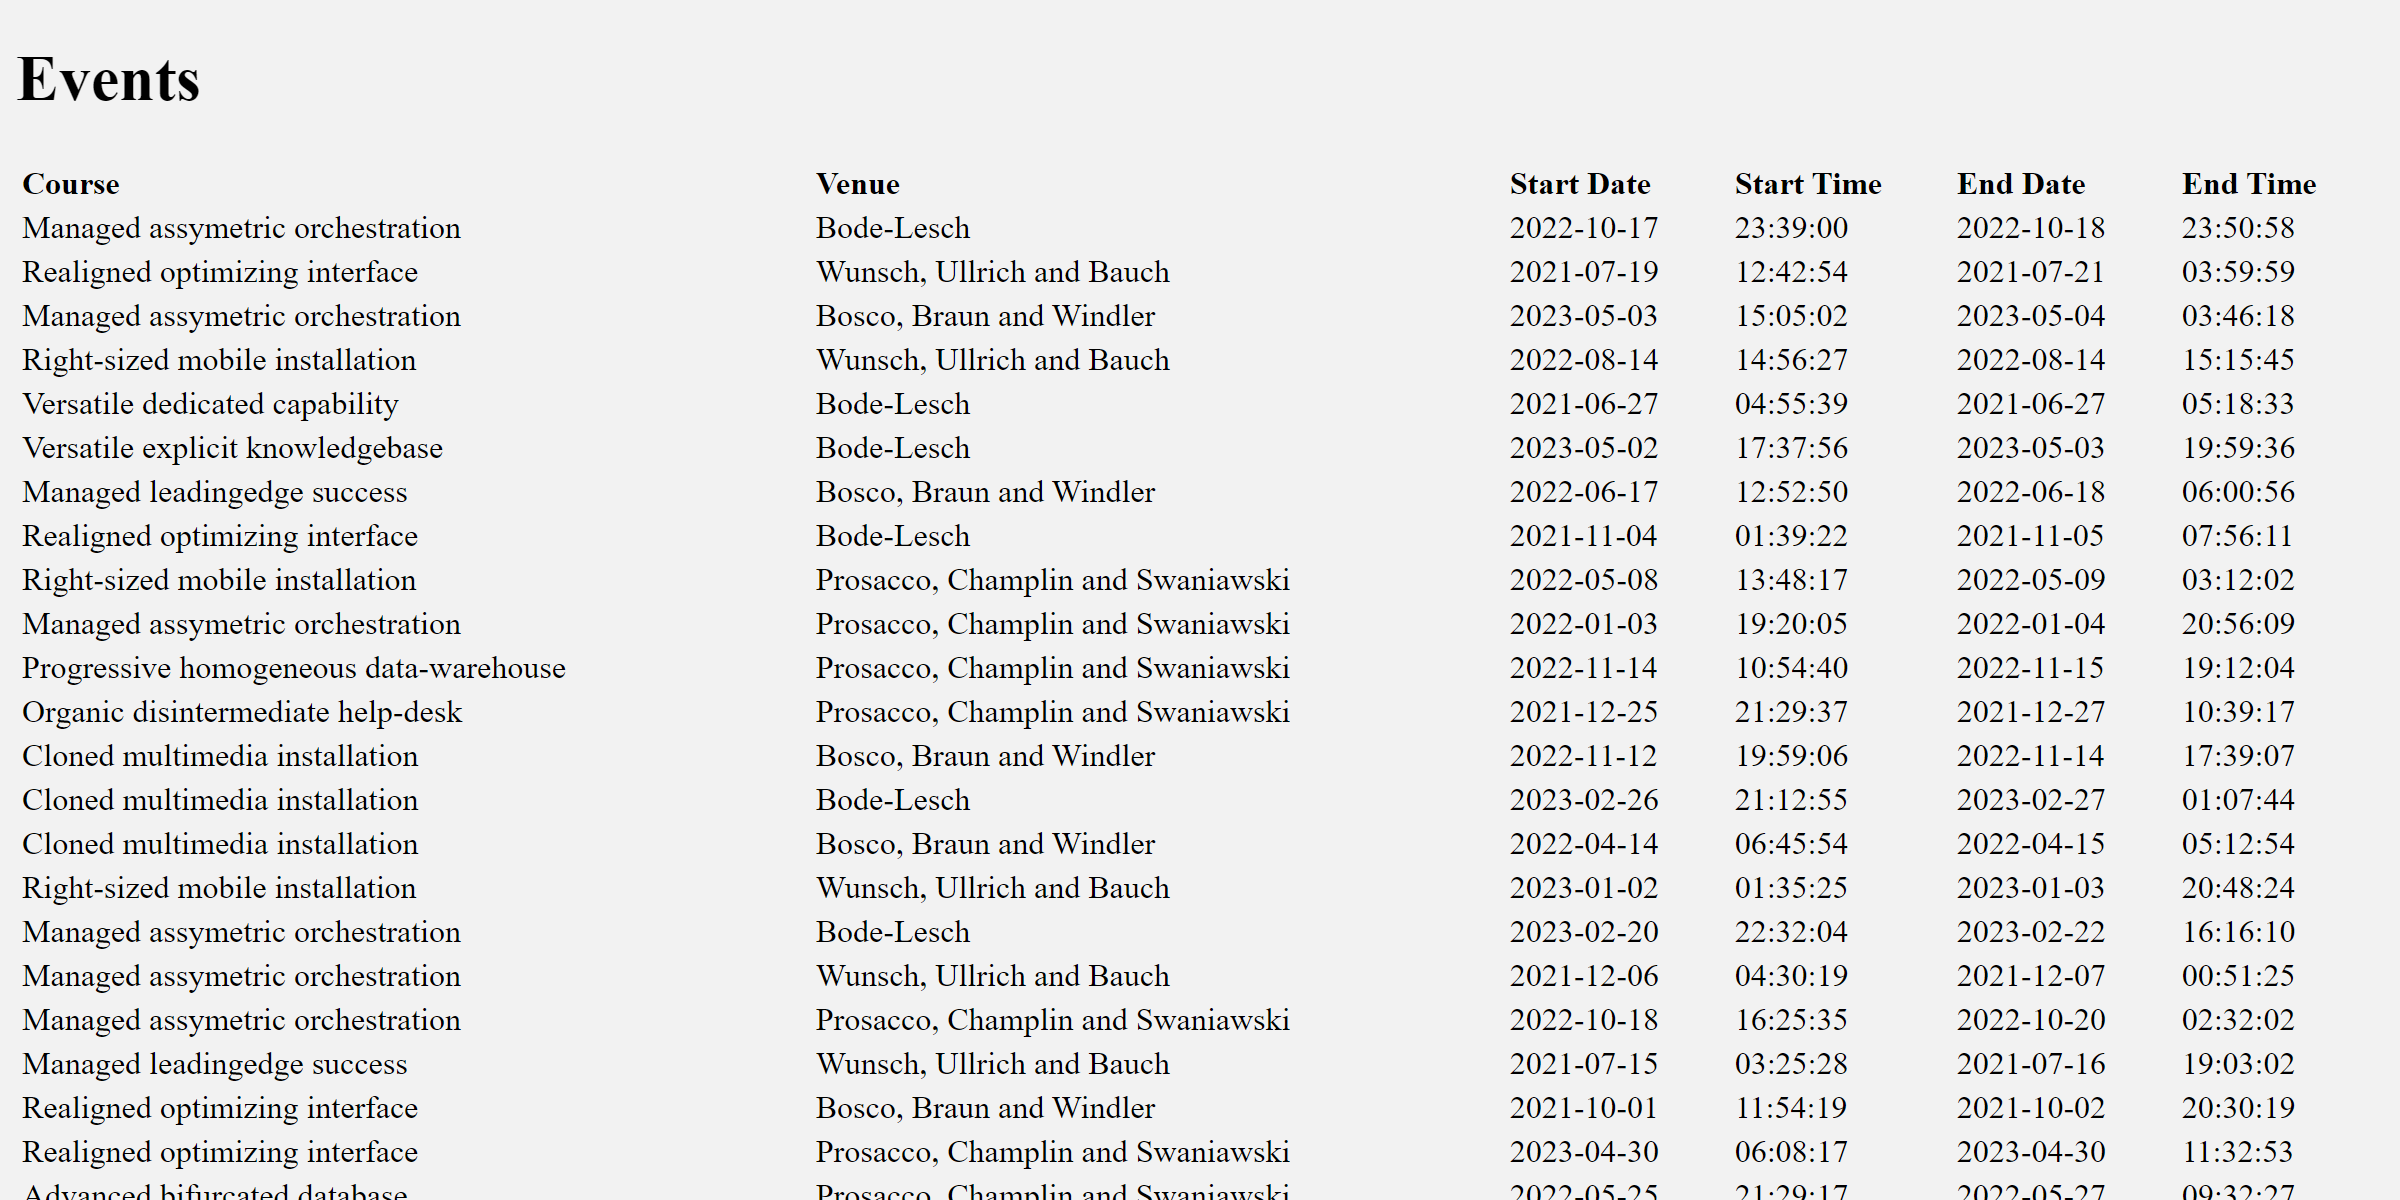 Events
Course Venue Start Date Start Time End Date End Time
Managed assymetric orchestration Bode-Lesch 2022-10-17 23:39:00 2022-10-18 23:50:58
Realigned optimizing interface Wunsch, Ullrich and Bauch 2021-07-19 12:42:54 2021-07-21 03:59:59
Managed assymetric orchestration Bosco, Braun and Windler 2023-05-03 15:05:02 2023-05-04 03:46:18
Right-sized mobile installation Wunsch, Ullrich and Bauch 2022-08-14 14:56:27 2022-08-14 15:15:45
Versatile dedicated capability Bode-Lesch 2021-06-27 04:55:39 2021-06-27 05:18:33
Versatile explicit knowledgebase Bode-Lesch 2023-05-02 17:37:56 2023-05-03 19:59:36
Managed leadingedge success Bosco, Braun and Windler 2022-06-17 12:52:50 2022-06-18 06:00:56
Realigned optimizing interface Bode-Lesch 2021-11-04 01:39:22 2021-11-05 07:56:11
Right-sized mobile installation Prosacco, Champlin and Swaniawski 2022-05-08 13:48:17 2022-05-09 03:12:02
Managed assymetric orchestration Prosacco, Champlin and Swaniawski 2022-01-03 19:20:05 2022-01-04 20:56:09
Progressive homogeneous data-warehouse Prosacco, Champlin and Swaniawski 2022-11-14 10:54:40 2022-11-15 19:12:04
Organic disintermediate help-desk Prosacco, Champlin and Swaniawski 2021-12-25 21:29:37 2021-12-27 10:39:17
Cloned multimedia installation Bosco, Braun and Windler 2022-11-12 19:59:06 2022-11-14 17:39:07
Cloned multimedia installation Bode-Lesch 2023-02-26 21:12:55 2023-02-27 01:07:44
Cloned multimedia installation Bosco, Braun and Windler 2022-04-14 06:45:54 2022-04-15 05:12:54
Right-sized mobile installation Wunsch, Ullrich and Bauch 2023-01-02 01:35:25 2023-01-03 20:48:24
Managed assymetric orchestration Bode-Lesch 2023-02-20 22:32:04 2023-02-22 16:16:10
Managed assymetric orchestration Wunsch, Ullrich and Bauch 2021-12-06 04:30:19 2021-12-07 00:51:25
Managed assymetric orchestration Prosacco, Champlin and Swaniawski 2022-10-18 16:25:35 2022-10-20 02:32:02
Managed leadingedge success Wunsch, Ullrich and Bauch 2021-07-15 03:25:28 2021-07-16 19:03:02
Realigned optimizing interface Bosco, Braun and Windler 2021-10-01 11:54:19 2021-10-02 20:30:19
Realigned optimizing interface Prosacco, Champlin and Swaniawski 2023-04-30 06:08:17 2023-04-30 11:32:53
Advanced bifurcated database Prosacco, Champlin and Swaniawski 2022-05-25 21:29:17 2022-05-27 09:32:27